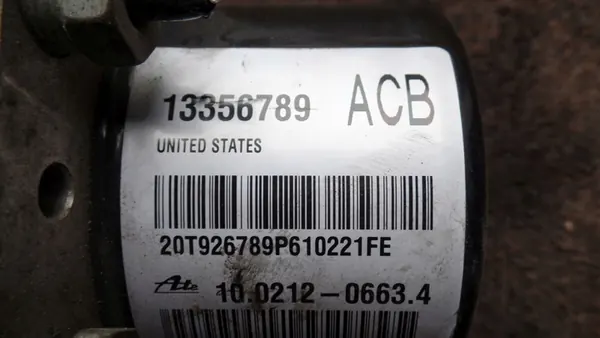 13356789 ACB
UNITED STATES
20T926789P610221FE
Ate 10.0212-0663.4